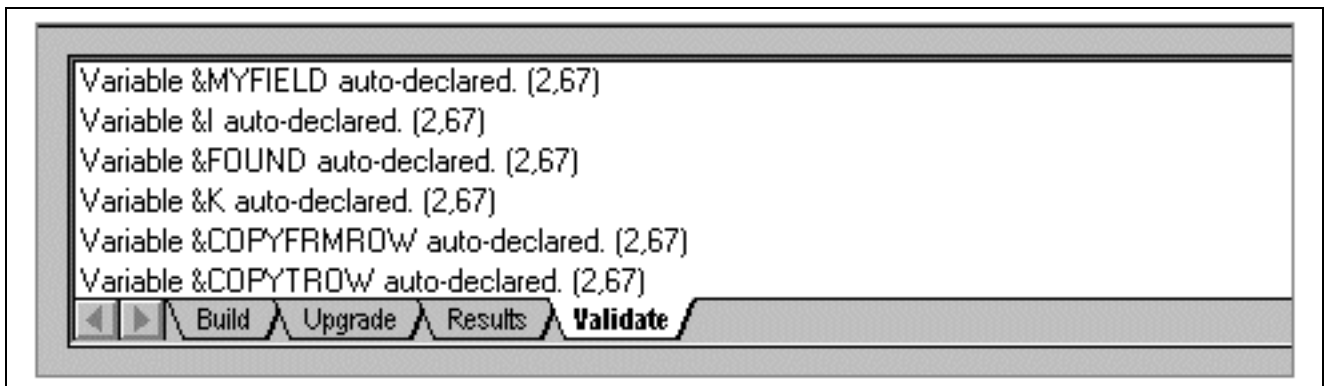 Variable &MYFIELD auto-declared. (2,67)
Variable &I auto-declared. (2,67)
Variable &FOUND auto-declared. (2,67)
Variable &K auto-declared. (2,67)
Variable &COPYFRMROW auto-declared. (2,67)
Variable &COPYTROW auto-declared. (2,67)
Build Upgrade Results Validate